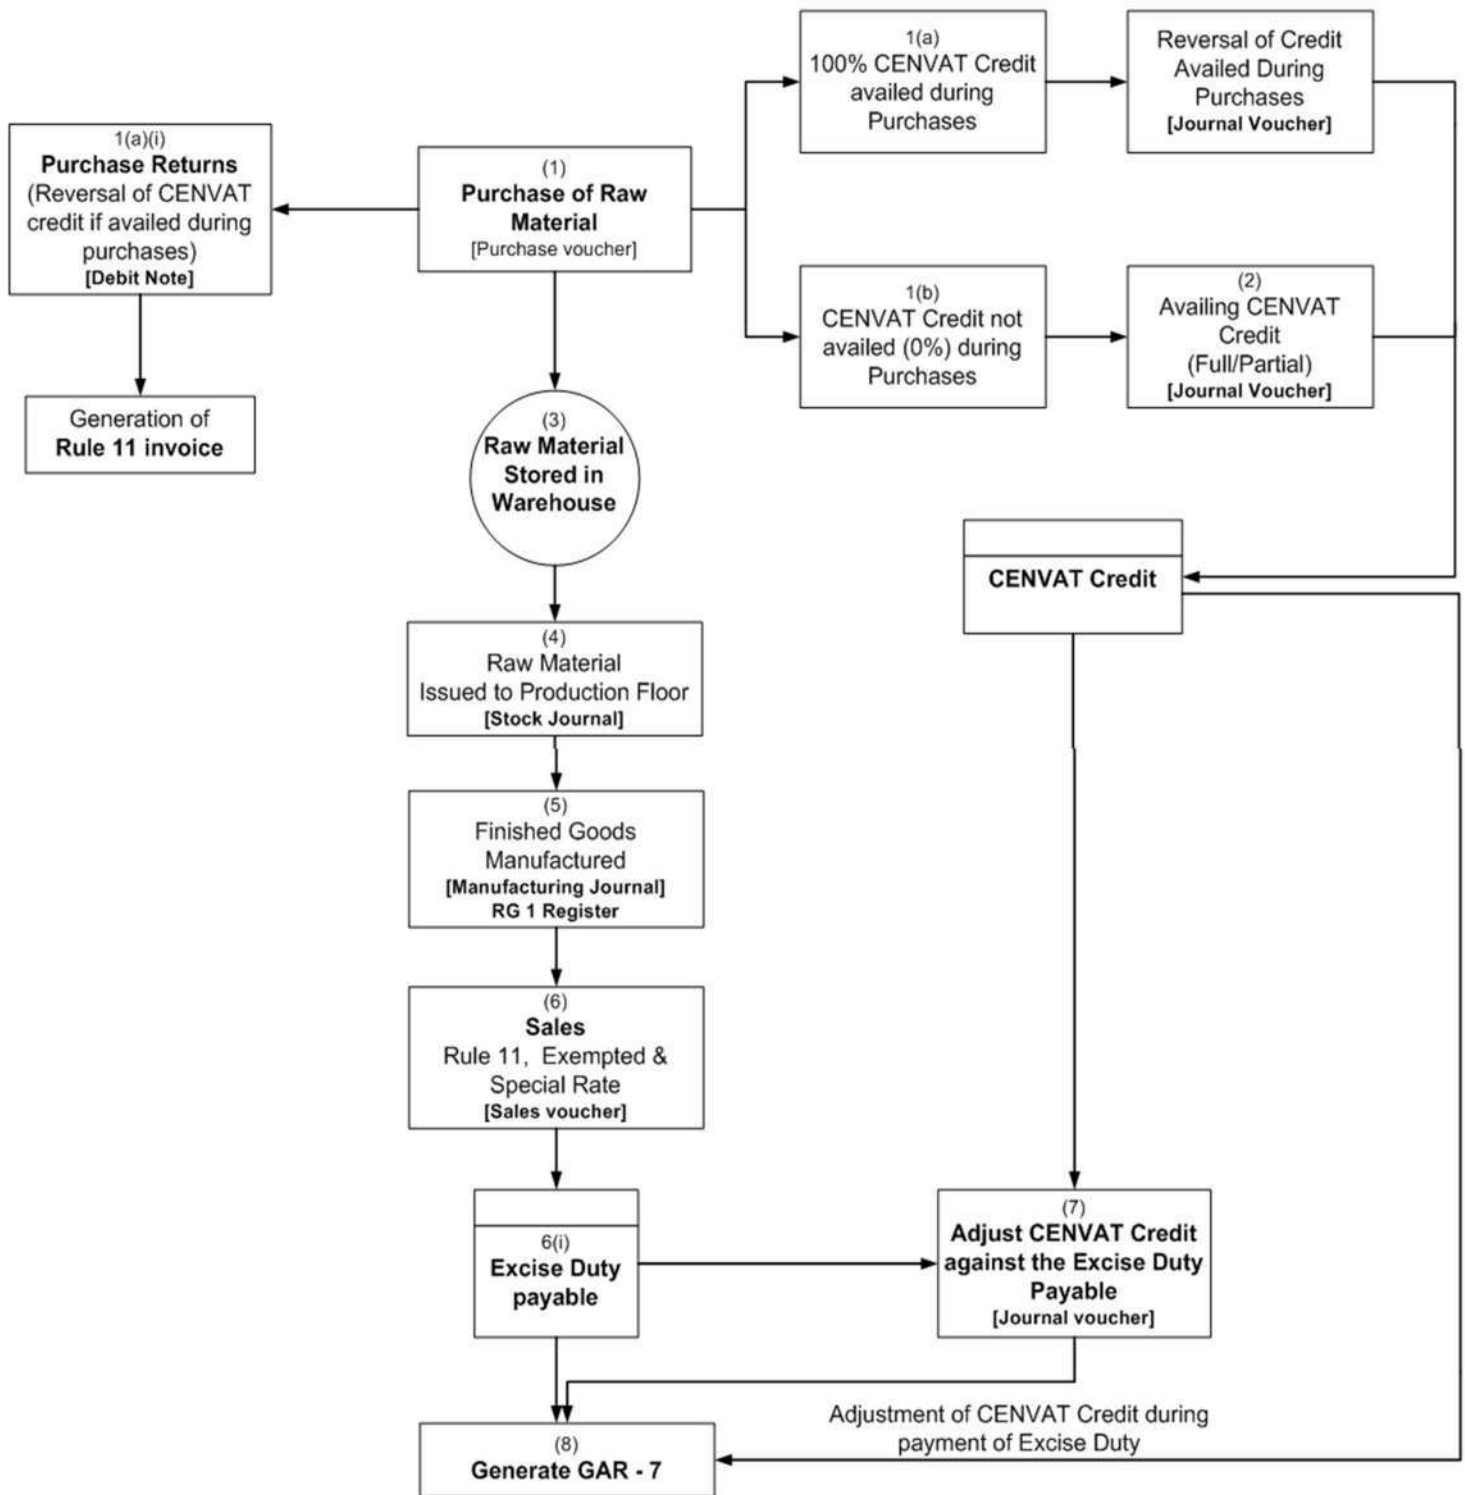 1(a)
100% CENVAT Credit
availed during
Purchases
Reversal of Credit
Availed During
Purchases
[Journal Voucher]
1(a)(i)
Purchase Returns
(Reversal of CENVAT
credit if availed during
purchases)
[Debit Note]
(1)
Purchase of Raw
Material
[Purchase voucher]
1(b)
CENVAT Credit not
availed (0%) during
Purchases
(2)
Availing CENVAT
Credit
(Full/Partial)
[Journal Voucher]
Generation of
Rule 11 invoice
(3)
Raw Material
Stored in
Warehouse
CENVAT Credit
(4)
Raw Material
Issued to Production Floor
[Stock Journal]
(5)
Finished Goods
Manufactured
[Manufacturing Journal]
RG 1 Register
(6)
Sales
Rule 11, Exempted &
Special Rate
[Sales voucher]
6(i)
Excise Duty
payable
(7)
Adjust CENVAT Credit
against the Excise Duty
Payable
[Journal voucher]
Adjustment of CENVAT Credit during
payment of Excise Duty
(8)
Generate GAR - 7